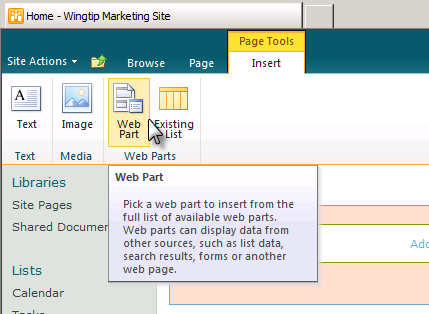 Home - Wingtip Marketing Site
Page Tools
Site Actions
Browse
Page
Insert
A
Text
Image
Web Part
Existing List
Text
Media
Web Parts
Libraries
Site Pages
Shared Documen
Lists
Calendar
Web Part
Pick a web part to insert from the
full list of available web parts.
Web parts can display data from
other sources, such as list data,
search results, forms or another
web page.
Add